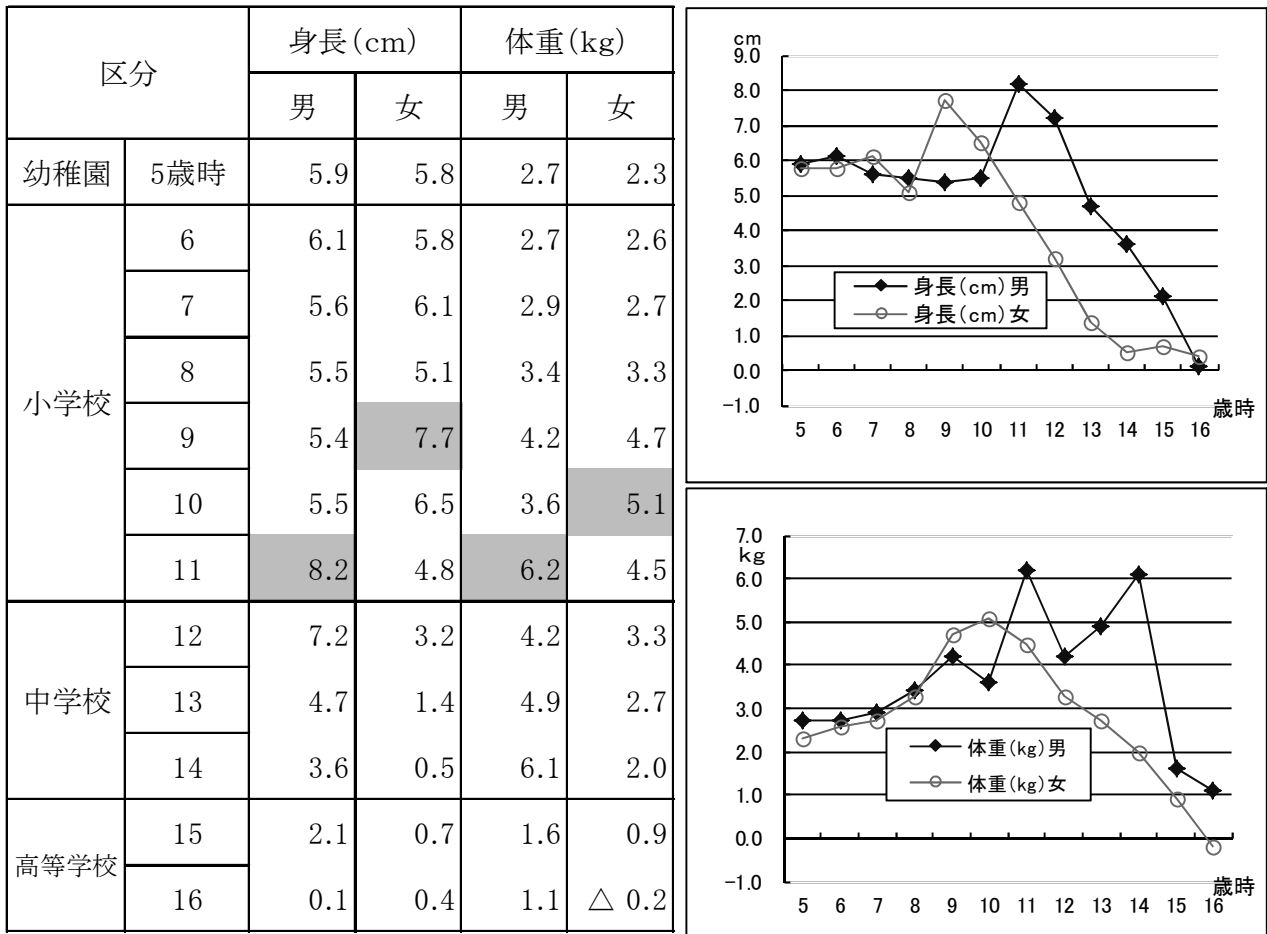 区分 身長(cm) 体重(kg)
男 女 男 女
幼稚園 5歳時 5.9 5.8 2.7 2.3
小学校
6 6.1 5.8 2.7 2.6
7 5.6 6.1 2.9 2.7
8 5.5 5.1 3.4 3.3
9 5.4 7.7 4.2 4.7
10 5.5 6.5 3.6 5.1
11 8.2 4.8 6.2 4.5
中学校
12 7.2 3.2 4.2 3.3
13 4.7 1.4 4.9 2.7
14 3.6 0.5 6.1 2.0
高等学校
15 2.1 0.7 1.6 0.9
16 0.1 0.4 1.1 △ 0.2
cm
9.0
8.0
7.0
6.0
5.0
4.0
3.0
2.0
1.0
0.0
-1.0
身長(cm)男
身長(cm)女
歳時
5 6 7 8 9 10 11 12 13 14 15 16
7.0
kg
6.0
5.0
4.0
3.0
2.0
1.0
0.0
-1.0
体重(kg)男
体重(kg)女
歳時
5 6 7 8 9 10 11 12 13 14 15 16